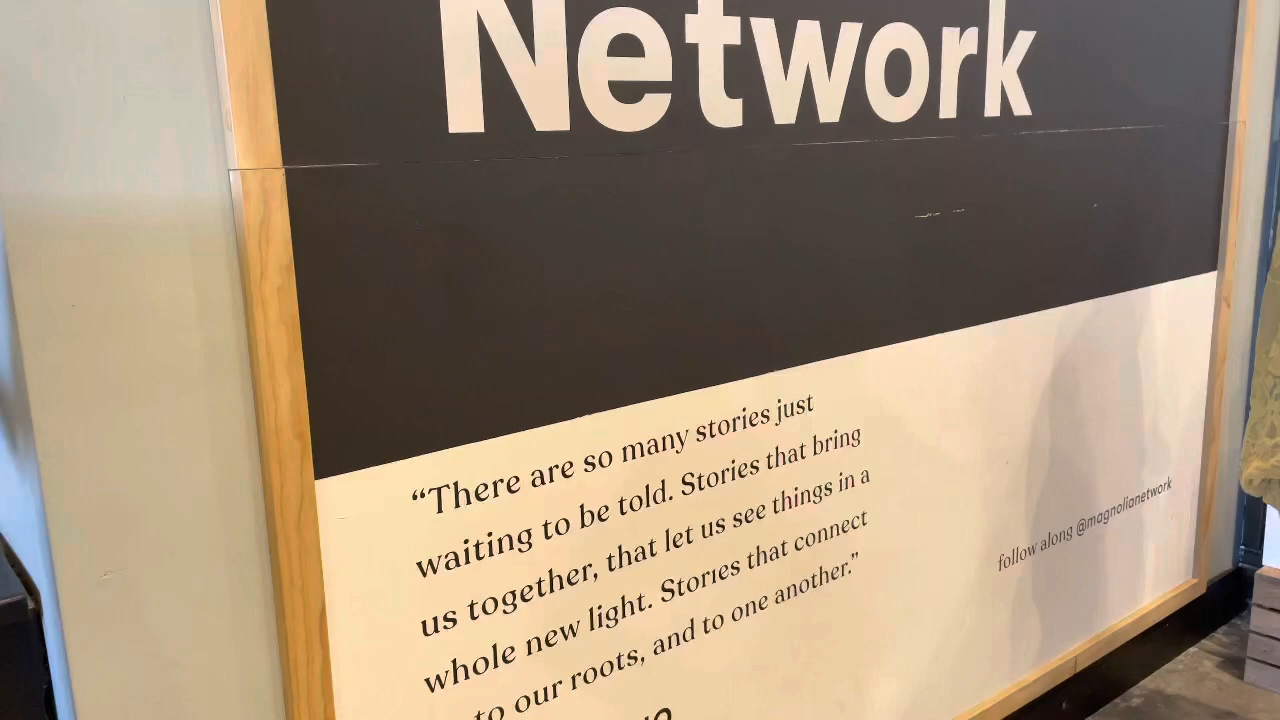 Network
“There are so many stories just
waiting to be told. Stories that bring
us together, that let us see things in a
whole new light. Stories that connect
to our roots, and to one another.”
follow along @magnolianetwork